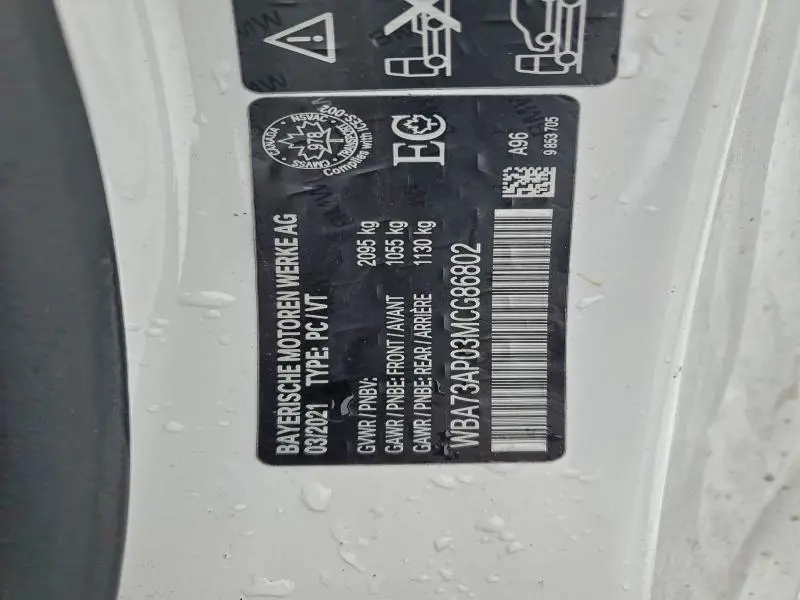 CANADA
NSVAC
978
CMVSS
TRANSPORT
Complies with ICES-002
EC
A96
9 853 705
BAYERISCHE MOTOREN WERKE AG
03/2021 TYPE: PC/VT
GVWR/PNBV: 2095 kg
GAWR/PNBE: FRONT/AVANT 1055 kg
GAWR/PNBE: REAR/ARRIÈRE 1130 kg
WBA73AP03MCG86802